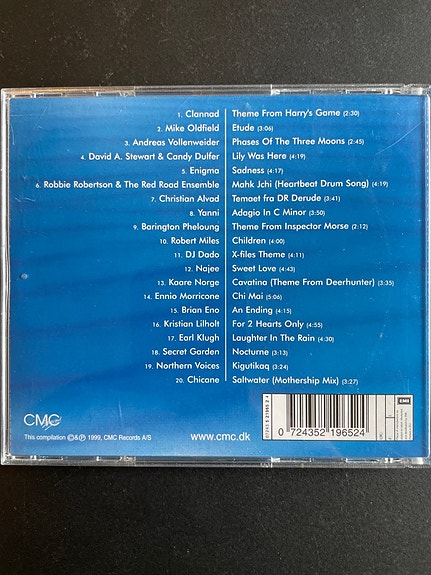 1. Clannad Theme From Harry's Game (2:30)
2. Mike Oldfield Etude (3:06)
3. Andreas Vollenweider Phases Of The Three Moons (2:45)
4. David A. Stewart & Candy Dulfer Lily Was Here (4:19)
5. Enigma Sadness (4:17)
6. Robbie Robertson & The Red Road Ensemble Mahk Jchi (Heartbeat Drum Song) (4:19)
7. Christian Alvad Temaet fra DR Derude (3:41)
8. Yanni Adagio In C Minor (3:50)
9. Barington Pheloung Theme From Inspector Morse (2:12)
10. Robert Miles Children (4:00)
11. DJ Dado X-files Theme (4:11)
12. Najee Sweet Love (4:43)
13. Kaare Norge Cavatina (Theme From Deerhunter) (3:35)
14. Ennio Morricone Chi Mai (5:06)
15. Brian Eno An Ending (4:15)
16. Kristian Lilholt For 2 Hearts Only (4:55)
17. Earl Klugh Laughter In The Rain (4:30)
18. Secret Garden Nocturne (3:13)
19. Northern Voices Kigutikaq (4:31)
20. Chicane Saltwater (Mothership Mix) (3:27)
CMC
This compilation ©&℗ 1999, CMC Records A/S
www.cmc.dk
EMI
0 724352 196524